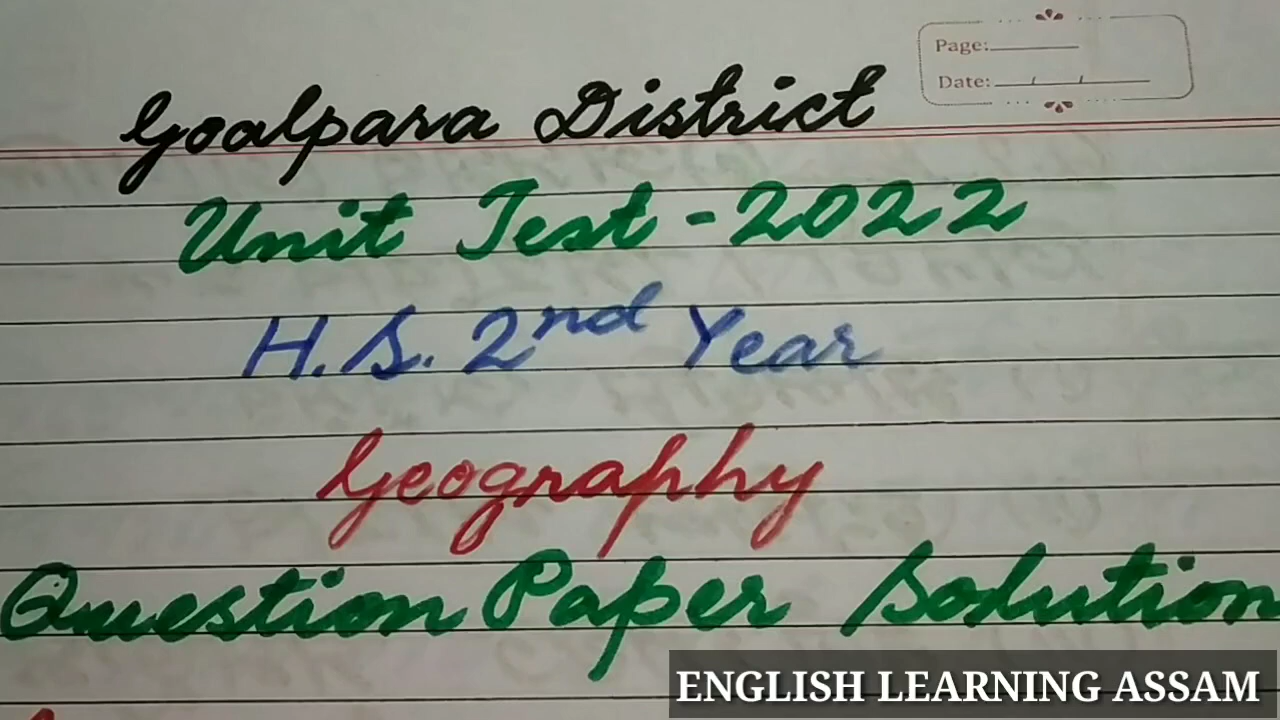 Page:
Date:
Goalpara District
Unit Test - 2022
H.S. 2nd Year
Geography
Question Paper Solution
ENGLISH LEARNING ASSAM